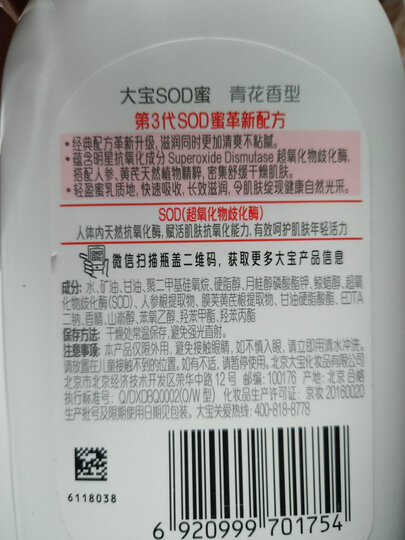 大宝SOD蜜 青花香型
第3代SOD蜜革新配方
•经典配方革新升级,滋润同时更加清爽不粘腻。
•蕴含明星抗氧化成分 Superoxide Dismutase 超氧化物歧化酶,
搭配人参、黄芪天然植物精粹,密集舒缓干燥肌肤。
•轻盈蜜乳质地,快速吸收,长效滋润,令肌肤绽现健康自然光采。
SOD(超氧化物歧化酶)
人体内天然抗氧化酶,赋活肌肤抗氧化能力,有效呵护肌肤年轻活力
微信扫描瓶盖二维码,获取更多大宝产品信息
成分:水、矿油、甘油、聚二甲基硅氧烷、硬脂醇、月桂醇磷酸酯钾、鲸蜡醇、超氧
化物歧化酶(SOD)、人参根提取物、膜荚黄芪根提取物、甘油硬脂酸酯、EDTA
二钠、香精、山嵛醇、苯氧乙醇、羟苯甲酯、羟苯丙酯
保存方法:干燥处常温保存,避免强光直射。
注意事项:本产品仅限外用,避免接触眼睛,如不慎入眼,请立即用清水冲洗。
请放置在儿童接触不到的位置。如有不适,请暂停使用。北京大宝化妆品有限公司
北京市北京经济技术开发区荣华中路12号 邮编:100176 产地:北京 合格
执行标准号:Q/DXDBQ0002(O/W型) 化妆品生产许可证:京妆20160020
生产批号及限期使用日期见包装。大宝关爱热线:400-818-8778
6118038
6 920999 701754